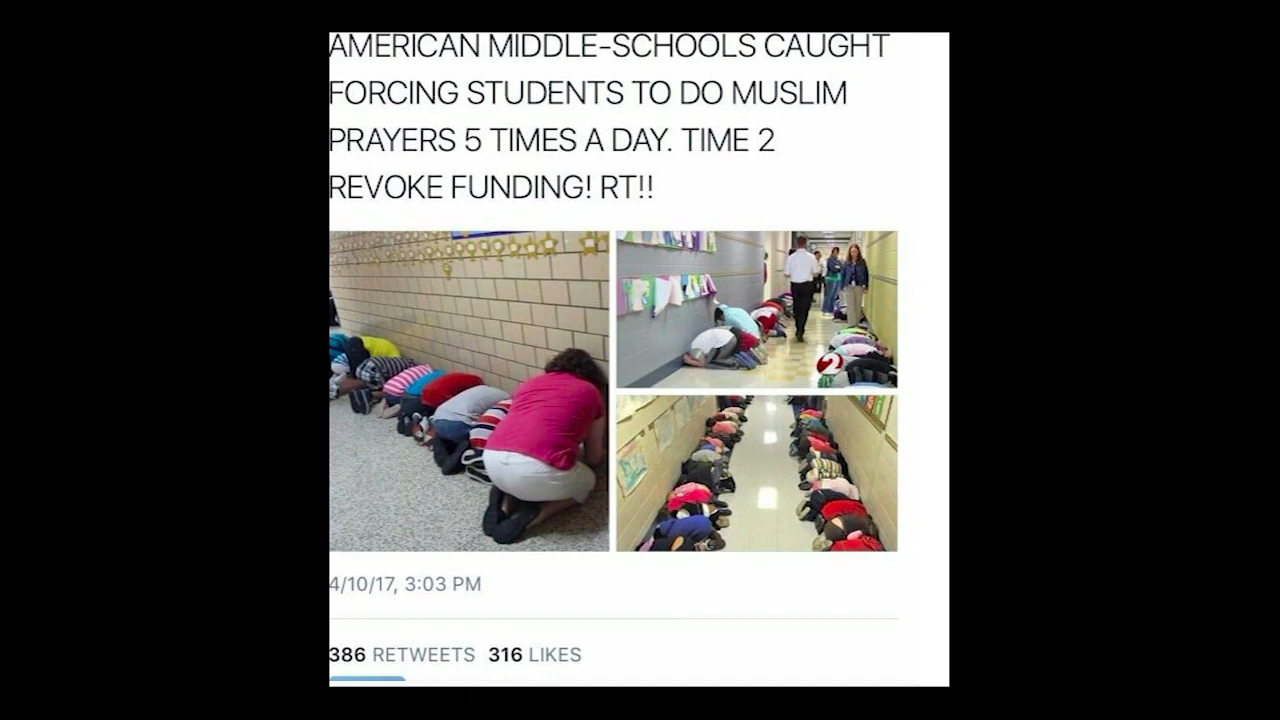 AMERICAN MIDDLE-SCHOOLS CAUGHT
FORCING STUDENTS TO DO MUSLIM
PRAYERS 5 TIMES A DAY. TIME 2
REVOKE FUNDING! RT!!
2
4/10/17, 3:03 PM
386 RETWEETS 316 LIKES